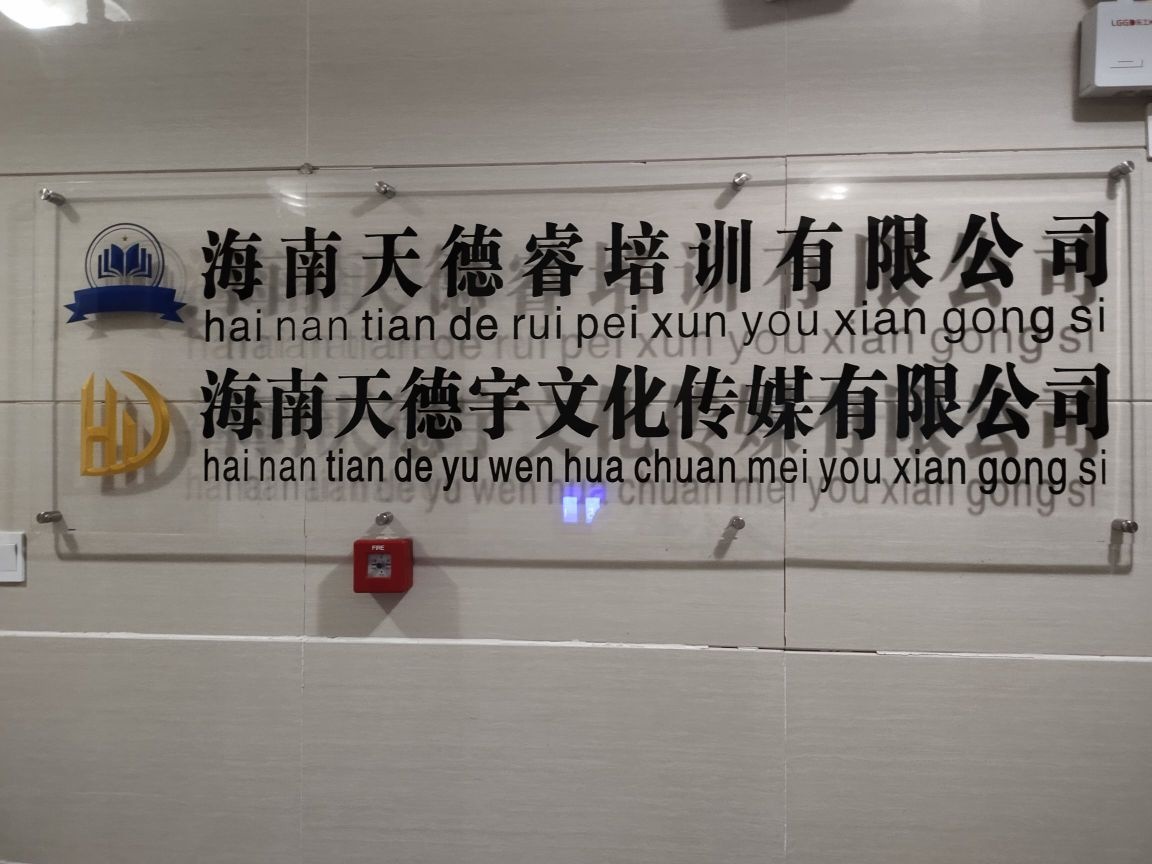 海南天德睿培训有限公司
hai nan tian de rui pei xun you xian gong si
海南天德宇文化传媒有限公司
hai nan tian de yu wen hua chuan mei you xian gong si
FIRE